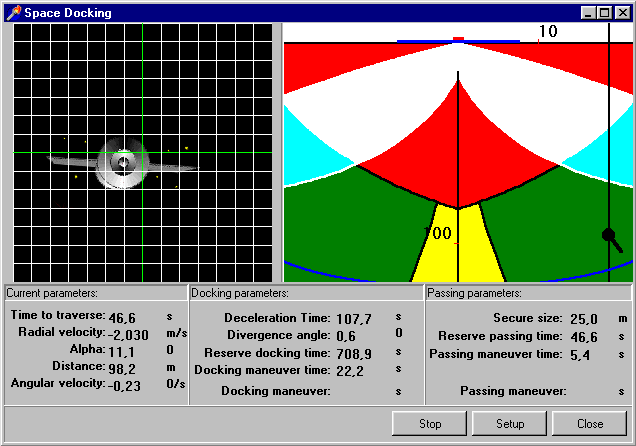 Space Docking
10
100
Current parameters:
Time to traverse: 46,6 s
Radial velocity: -2,030 m/s
Alpha: 11,1 0
Distance: 98,2 m
Angular velocity: -0,23 0/s
Docking parameters:
Deceleration Time: 107,7 s
Divergence angle: 0,6 0
Reserve docking time: 708,9 s
Docking maneuver time: 22,2 s
Docking maneuver: s
Passing parameters:
Secure size: 25,0 m
Reserve passing time: 46,6 s
Passing maneuver time: 5,4 s
Passing maneuver: s
Stop Setup Close